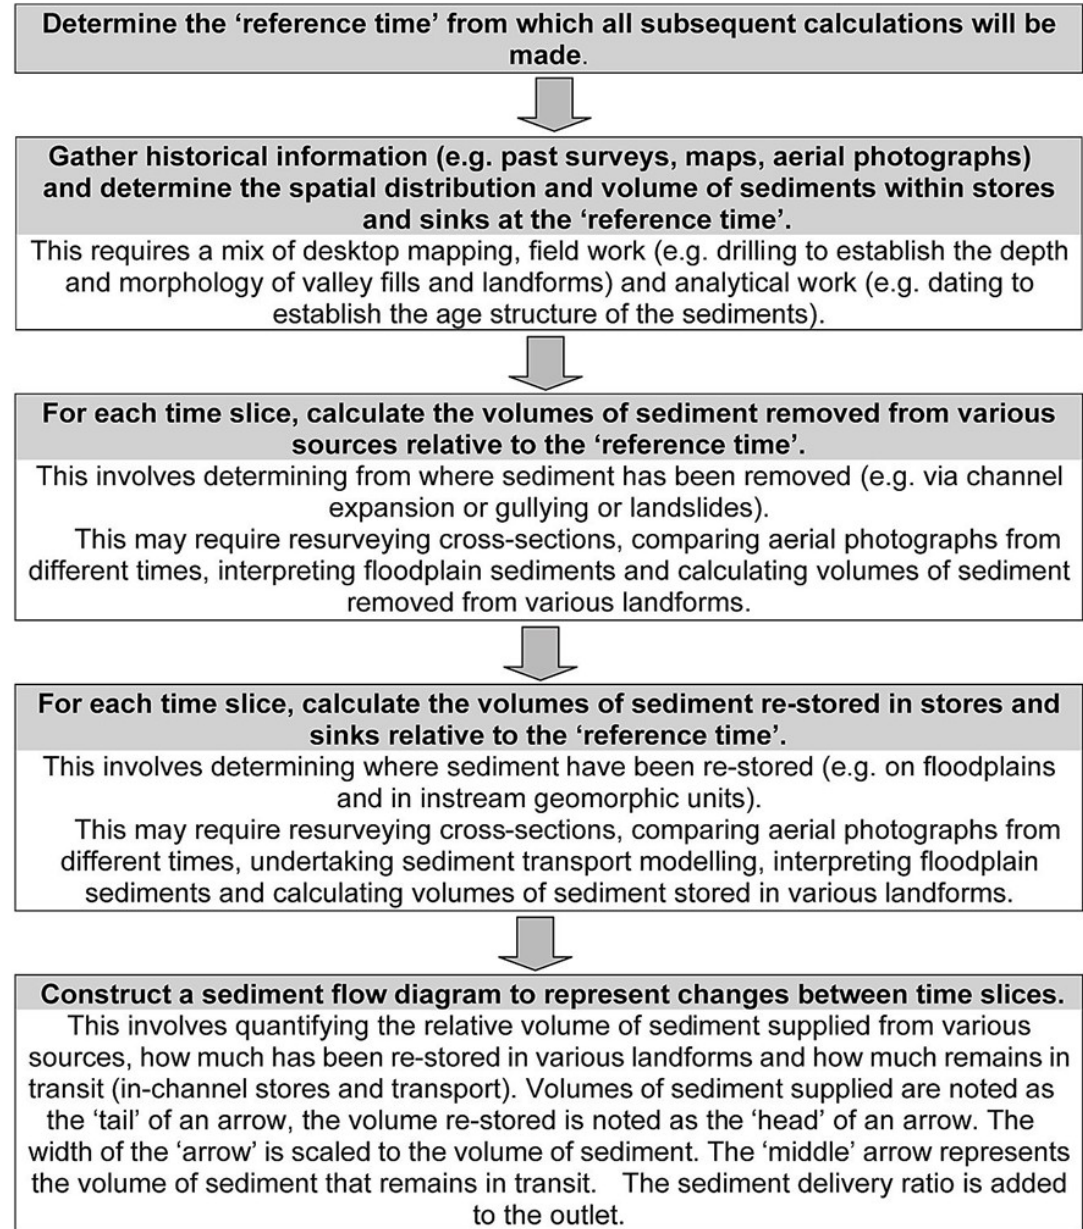 Determine the ‘reference time’ from which all subsequent calculations will be
made.
Gather historical information (e.g. past surveys, maps, aerial photographs)
and determine the spatial distribution and volume of sediments within stores
and sinks at the ‘reference time’.
This requires a mix of desktop mapping, field work (e.g. drilling to establish the depth
and morphology of valley fills and landforms) and analytical work (e.g. dating to
establish the age structure of the sediments).
For each time slice, calculate the volumes of sediment removed from various
sources relative to the ‘reference time’.
This involves determining from where sediment has been removed (e.g. via channel
expansion or gullying or landslides).
This may require resurveying cross-sections, comparing aerial photographs from
different times, interpreting floodplain sediments and calculating volumes of sediment
removed from various landforms.
For each time slice, calculate the volumes of sediment re-stored in stores and
sinks relative to the ‘reference time’.
This involves determining where sediment have been re-stored (e.g. on floodplains
and in instream geomorphic units).
This may require resurveying cross-sections, comparing aerial photographs from
different times, undertaking sediment transport modelling, interpreting floodplain
sediments and calculating volumes of sediment stored in various landforms.
Construct a sediment flow diagram to represent changes between time slices.
This involves quantifying the relative volume of sediment supplied from various
sources, how much has been re-stored in various landforms and how much remains in
transit (in-channel stores and transport). Volumes of sediment supplied are noted as
the ‘tail’ of an arrow, the volume re-stored is noted as the ‘head’ of an arrow. The
width of the ‘arrow’ is scaled to the volume of sediment. The ‘middle’ arrow represents
the volume of sediment that remains in transit. The sediment delivery ratio is added
to the outlet.